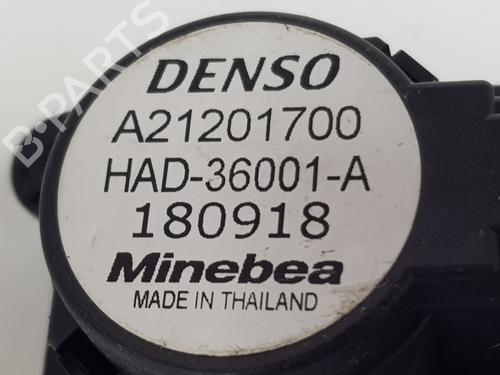 B-PARTS
DENSO
A21201700
HAD-36001-A
180918
Minebea
MADE IN THAILAND